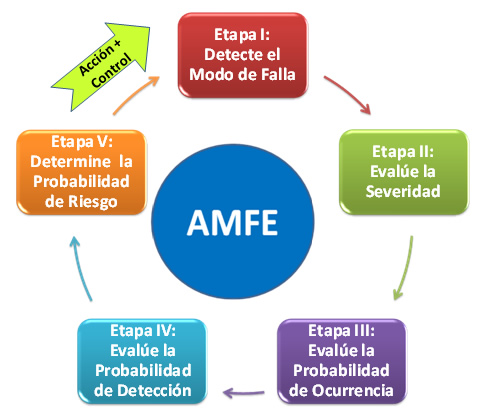 Etapa I:
Detecte el
Modo de Falla
Etapa II:
Evalúe la
Severidad
Etapa III:
Evalúe la
Probabilidad
de Ocurrencia
Etapa IV:
Evalúe la
Probabilidad
de Detección
Etapa V:
Determine la
Probabilidad
de Riesgo
Acción +
Control
AMFE